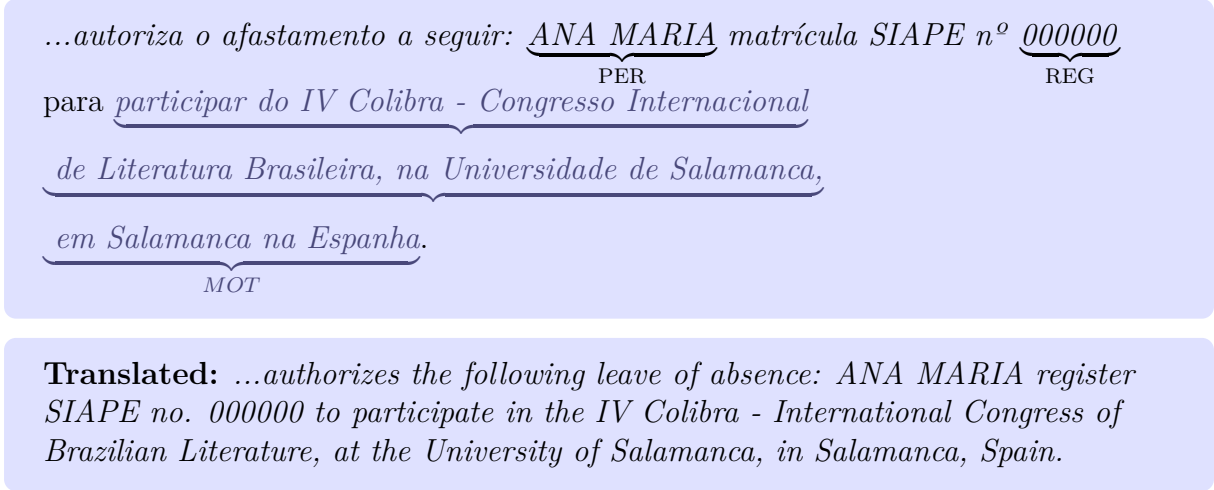 ...autoriza o afastamento a seguir: ANA MARIA matrícula SIAPE nº 000000
PER REG
para participar do IV Colibra - Congresso Internacional
de Literatura Brasileira, na Universidade de Salamanca,
em Salamanca na Espanha.
MOT
Translated: ...authorizes the following leave of absence: ANA MARIA register
SIAPE no. 000000 to participate in the IV Colibra - International Congress of
Brazilian Literature, at the University of Salamanca, in Salamanca, Spain.